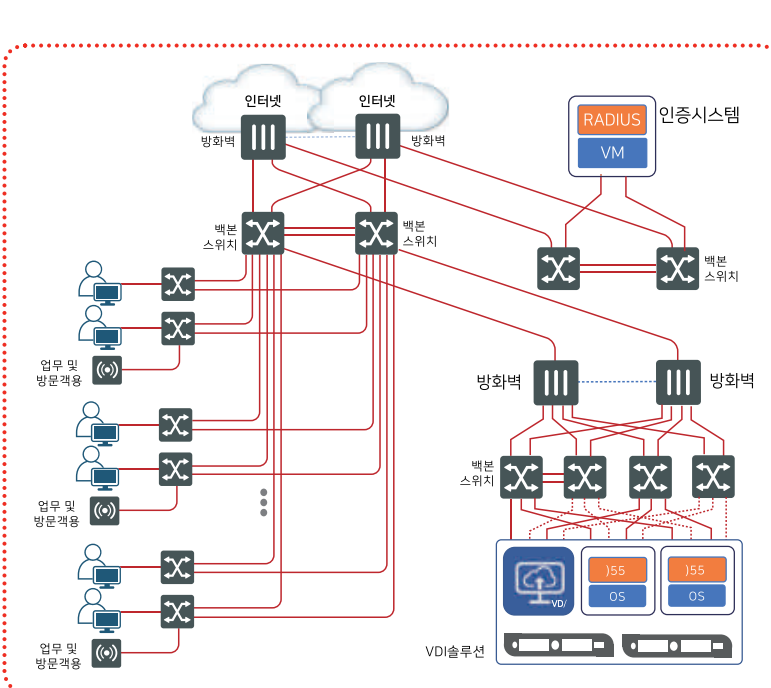 인터넷
인터넷
방화벽
방화벽
RADIUS
VM
인증시스템
백본
스위치
백본
스위치
백본
스위치
업무 및
방문객용
방화벽
방화벽
업무 및
방문객용
백본
스위치
)55
OS
)55
OS
VD/
업무 및
방문객용
VDI솔루션